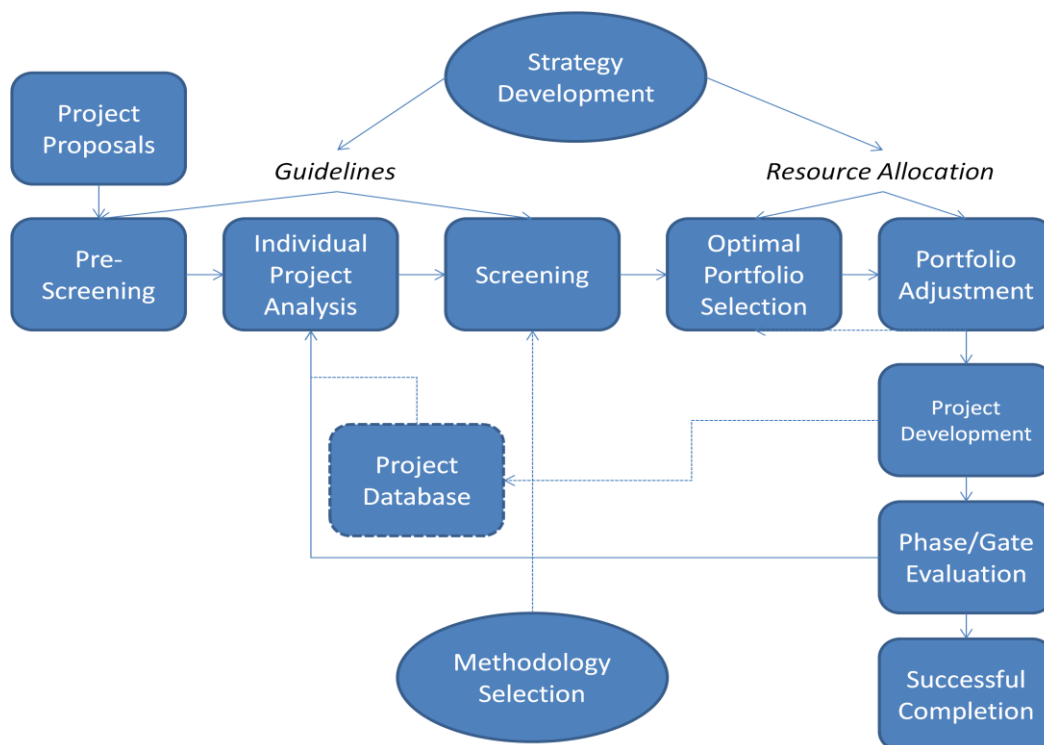 Strategy
Development
Project
Proposals
Guidelines
Resource Allocation
Pre-
Screening
Individual
Project
Analysis
Screening
Optimal
Portfolio
Selection
Portfolio
Adjustment
Project
Development
Project
Database
Phase/Gate
Evaluation
Methodology
Selection
Successful
Completion